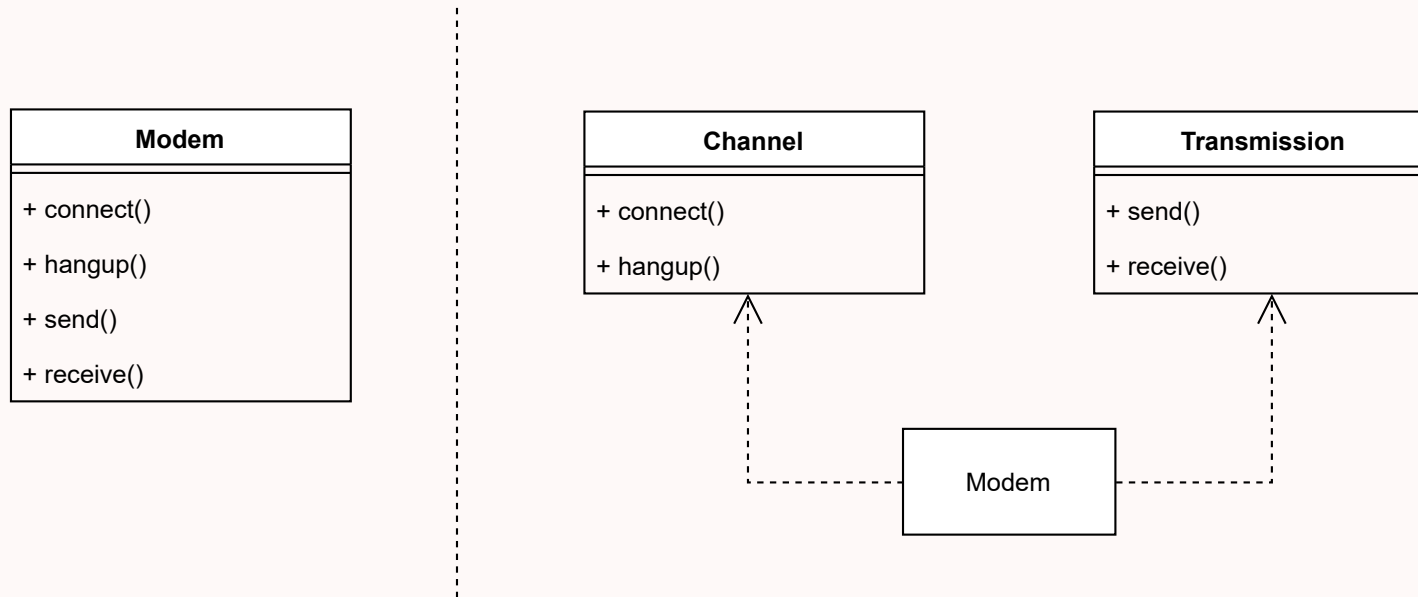 Modem
+ connect()
+ hangup()
+ send()
+ receive()
Channel
+ connect()
+ hangup()
Transmission
+ send()
+ receive()
Modem